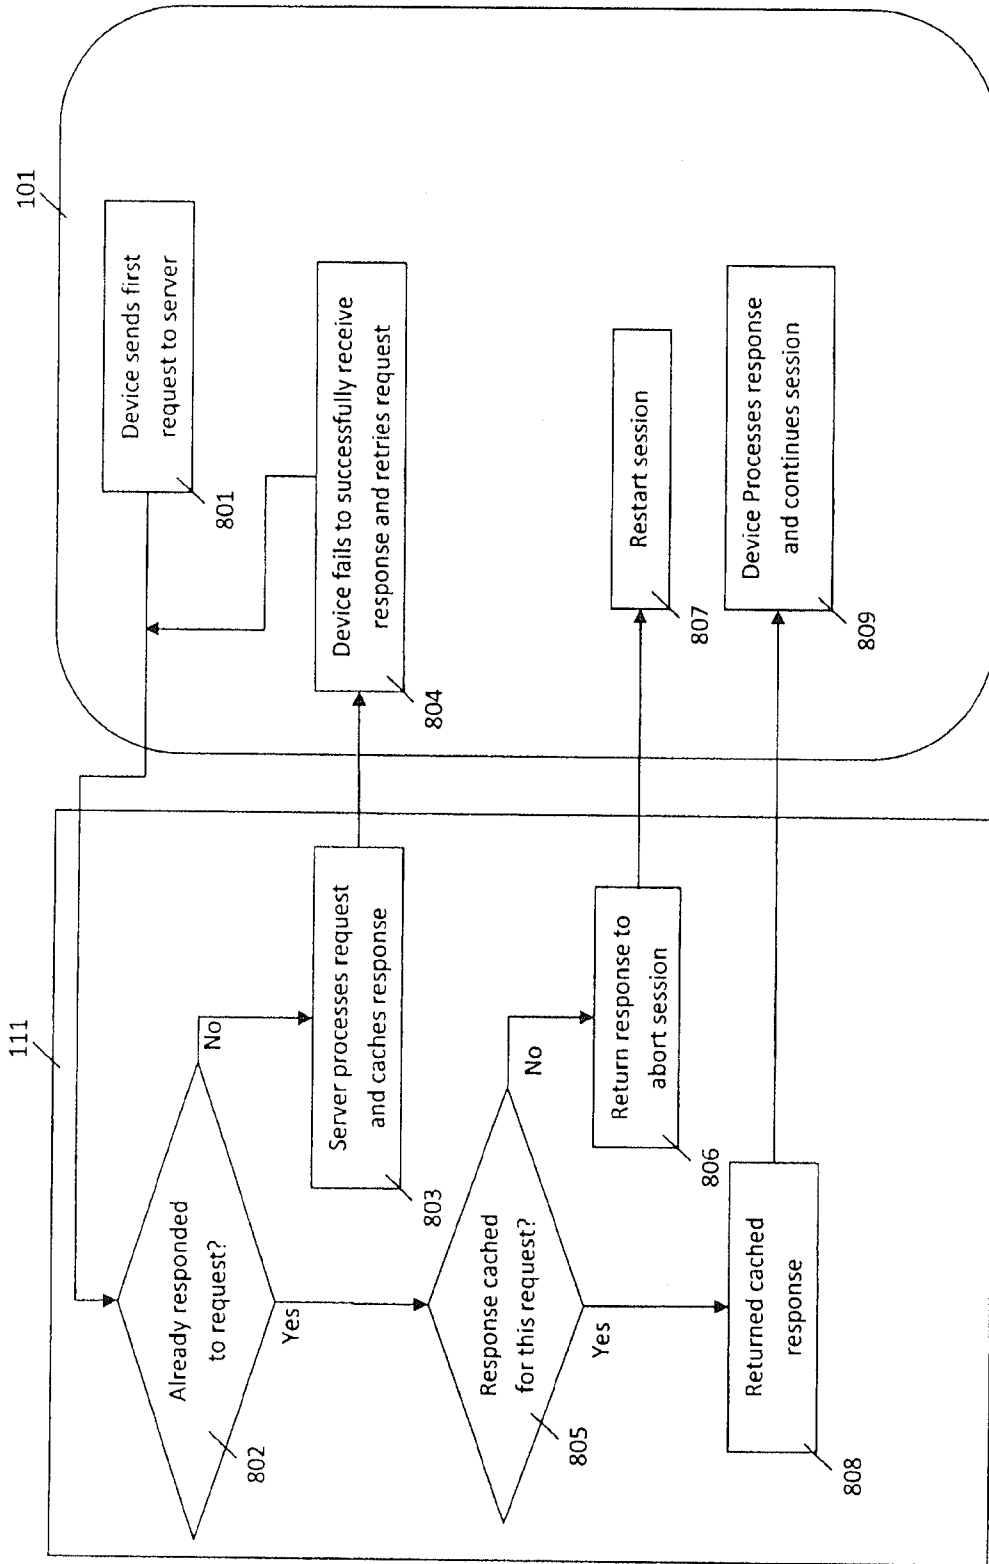 111
101
Device sends first
request to server
801
Already responded
to request?
802
No
Yes
Server processes request
and caches response
803
Device fails to successfully receive
response and retries request
804
Response cached
for this request?
805
No
Yes
Return response to
abort session
806
Restart session
807
Returned cached
response
808
Device Processes response
and continues session
809